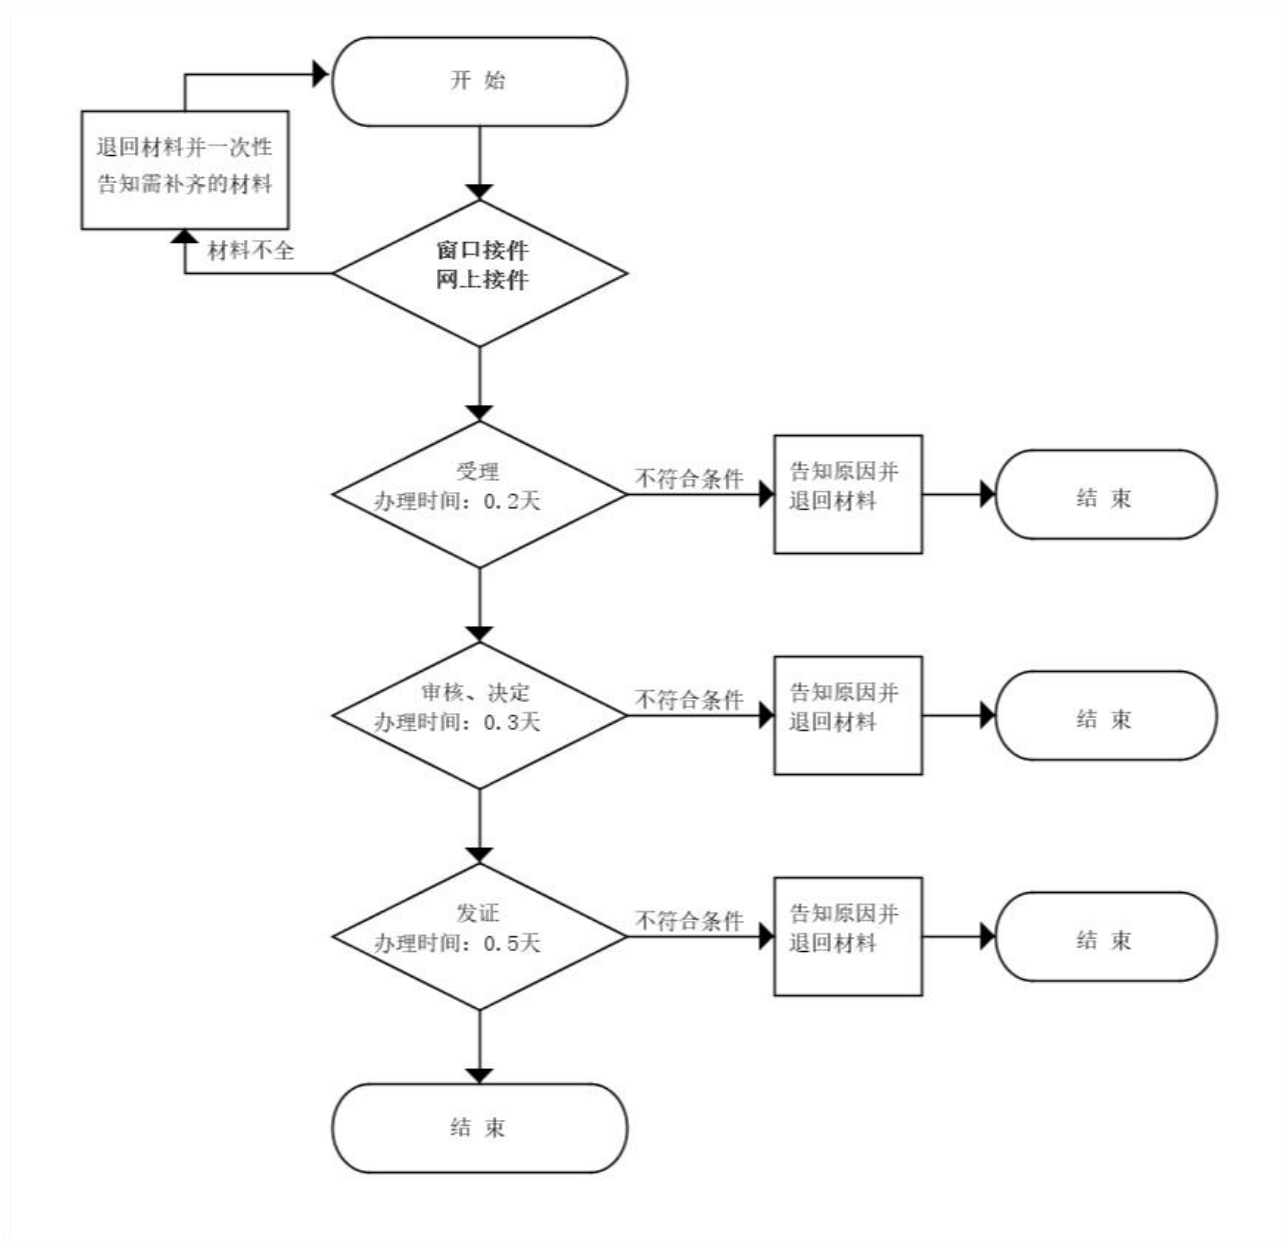 开 始
退回材料并一次性
告知需补齐的材料
材料不全
窗口接件
网上接件
受理
办理时间：0.2天
不符合条件
告知原因并
退回材料
结 束
审核、决定
办理时间：0.3天
不符合条件
告知原因并
退回材料
结 束
发证
办理时间：0.5天
不符合条件
告知原因并
退回材料
结 束
结 束